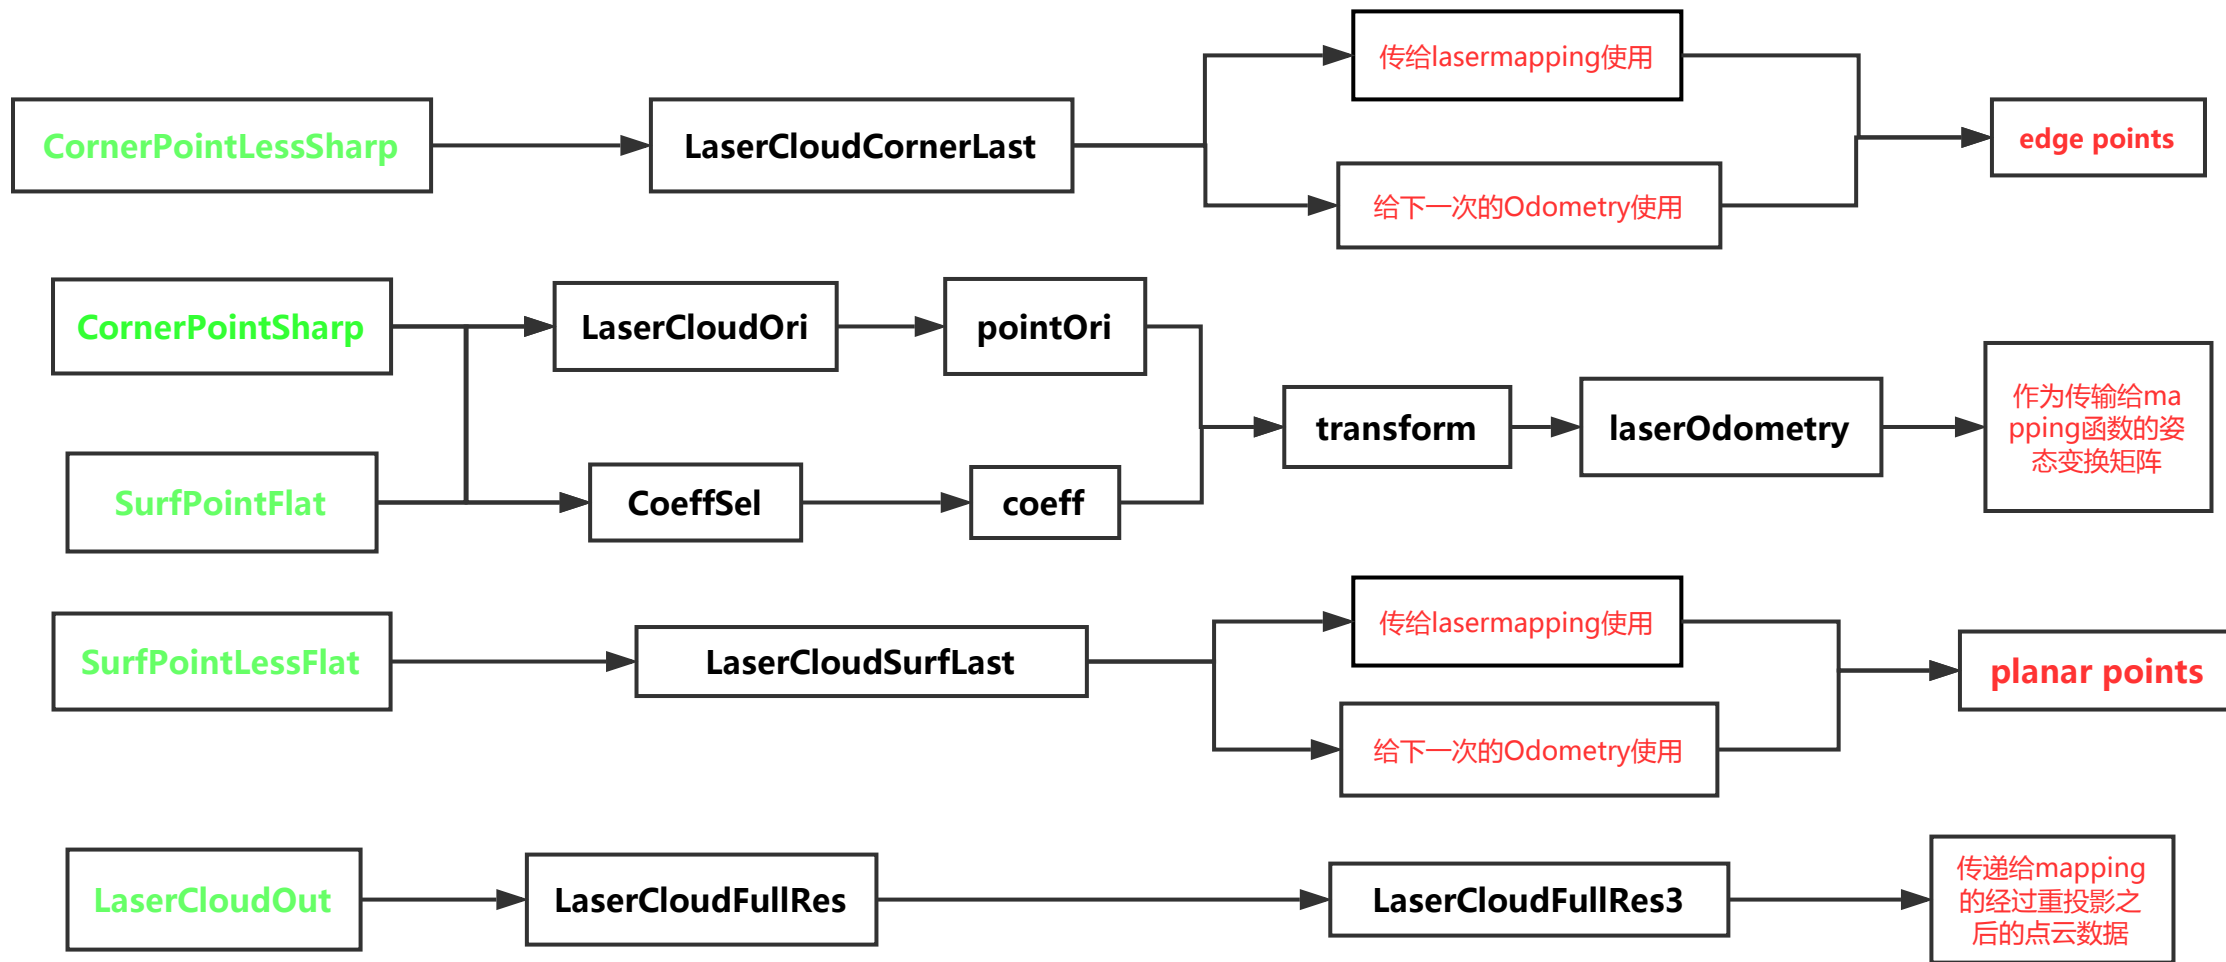 传给lasermapping使用
CornerPointLessSharp
LaserCloudCornerLast
edge points
给下一次的Odometry使用
CornerPointSharp
LaserCloudOri
pointOri
transform
laserOdometry
作为传输给ma
pping函数的姿
态变换矩阵
SurfPointFlat
CoeffSel
coeff
传给lasermapping使用
SurfPointLessFlat
LaserCloudSurfLast
planar points
给下一次的Odometry使用
LaserCloudOut
LaserCloudFullRes
LaserCloudFullRes3
传递给mapping
的经过重投影之
后的点云数据